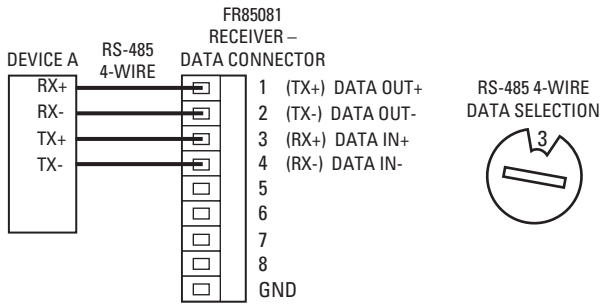 FR85081
RECEIVER –
DATA CONNECTOR
DEVICE A
RS-485
4-WIRE
RX+
RX-
TX+
TX-
1 (TX+) DATA OUT+
2 (TX-) DATA OUT-
3 (RX+) DATA IN+
4 (RX-) DATA IN-
5
6
7
8
GND
RS-485 4-WIRE
DATA SELECTION
3